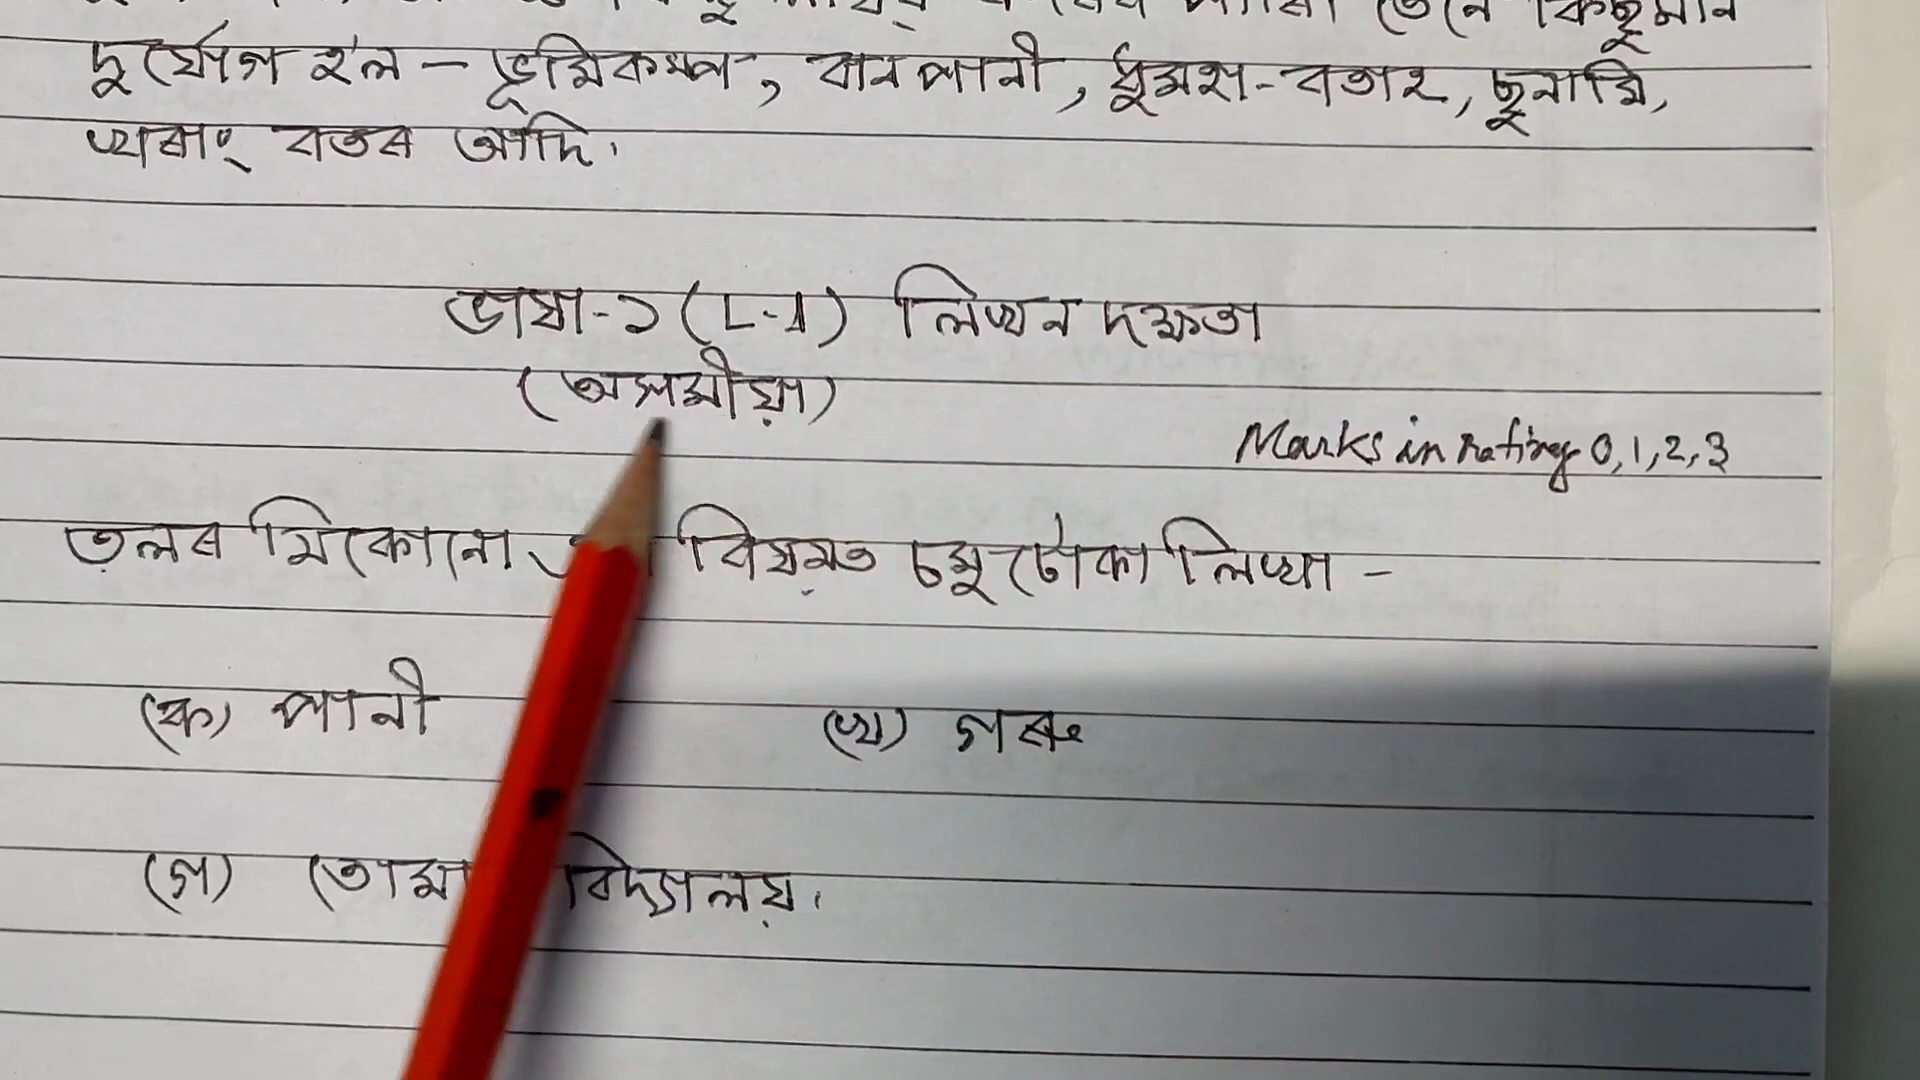 কিছুমান
দুৰ্যোগ হ'ল - ভূমিকম্প, বানপানী, ধুমুহা-বতাহ, চুনামি,
খৰাং বতৰ আদি।
ভাষা-১ (L-1) লিখন দক্ষতা
(অসমীয়া)
Marks in rating 0,1,2,3
তলৰ যিকোনো বিষয়ত চমুটোকা লিখা -
(ক) পানী (খ) গৰু
(গ) বিদ্যালয়।